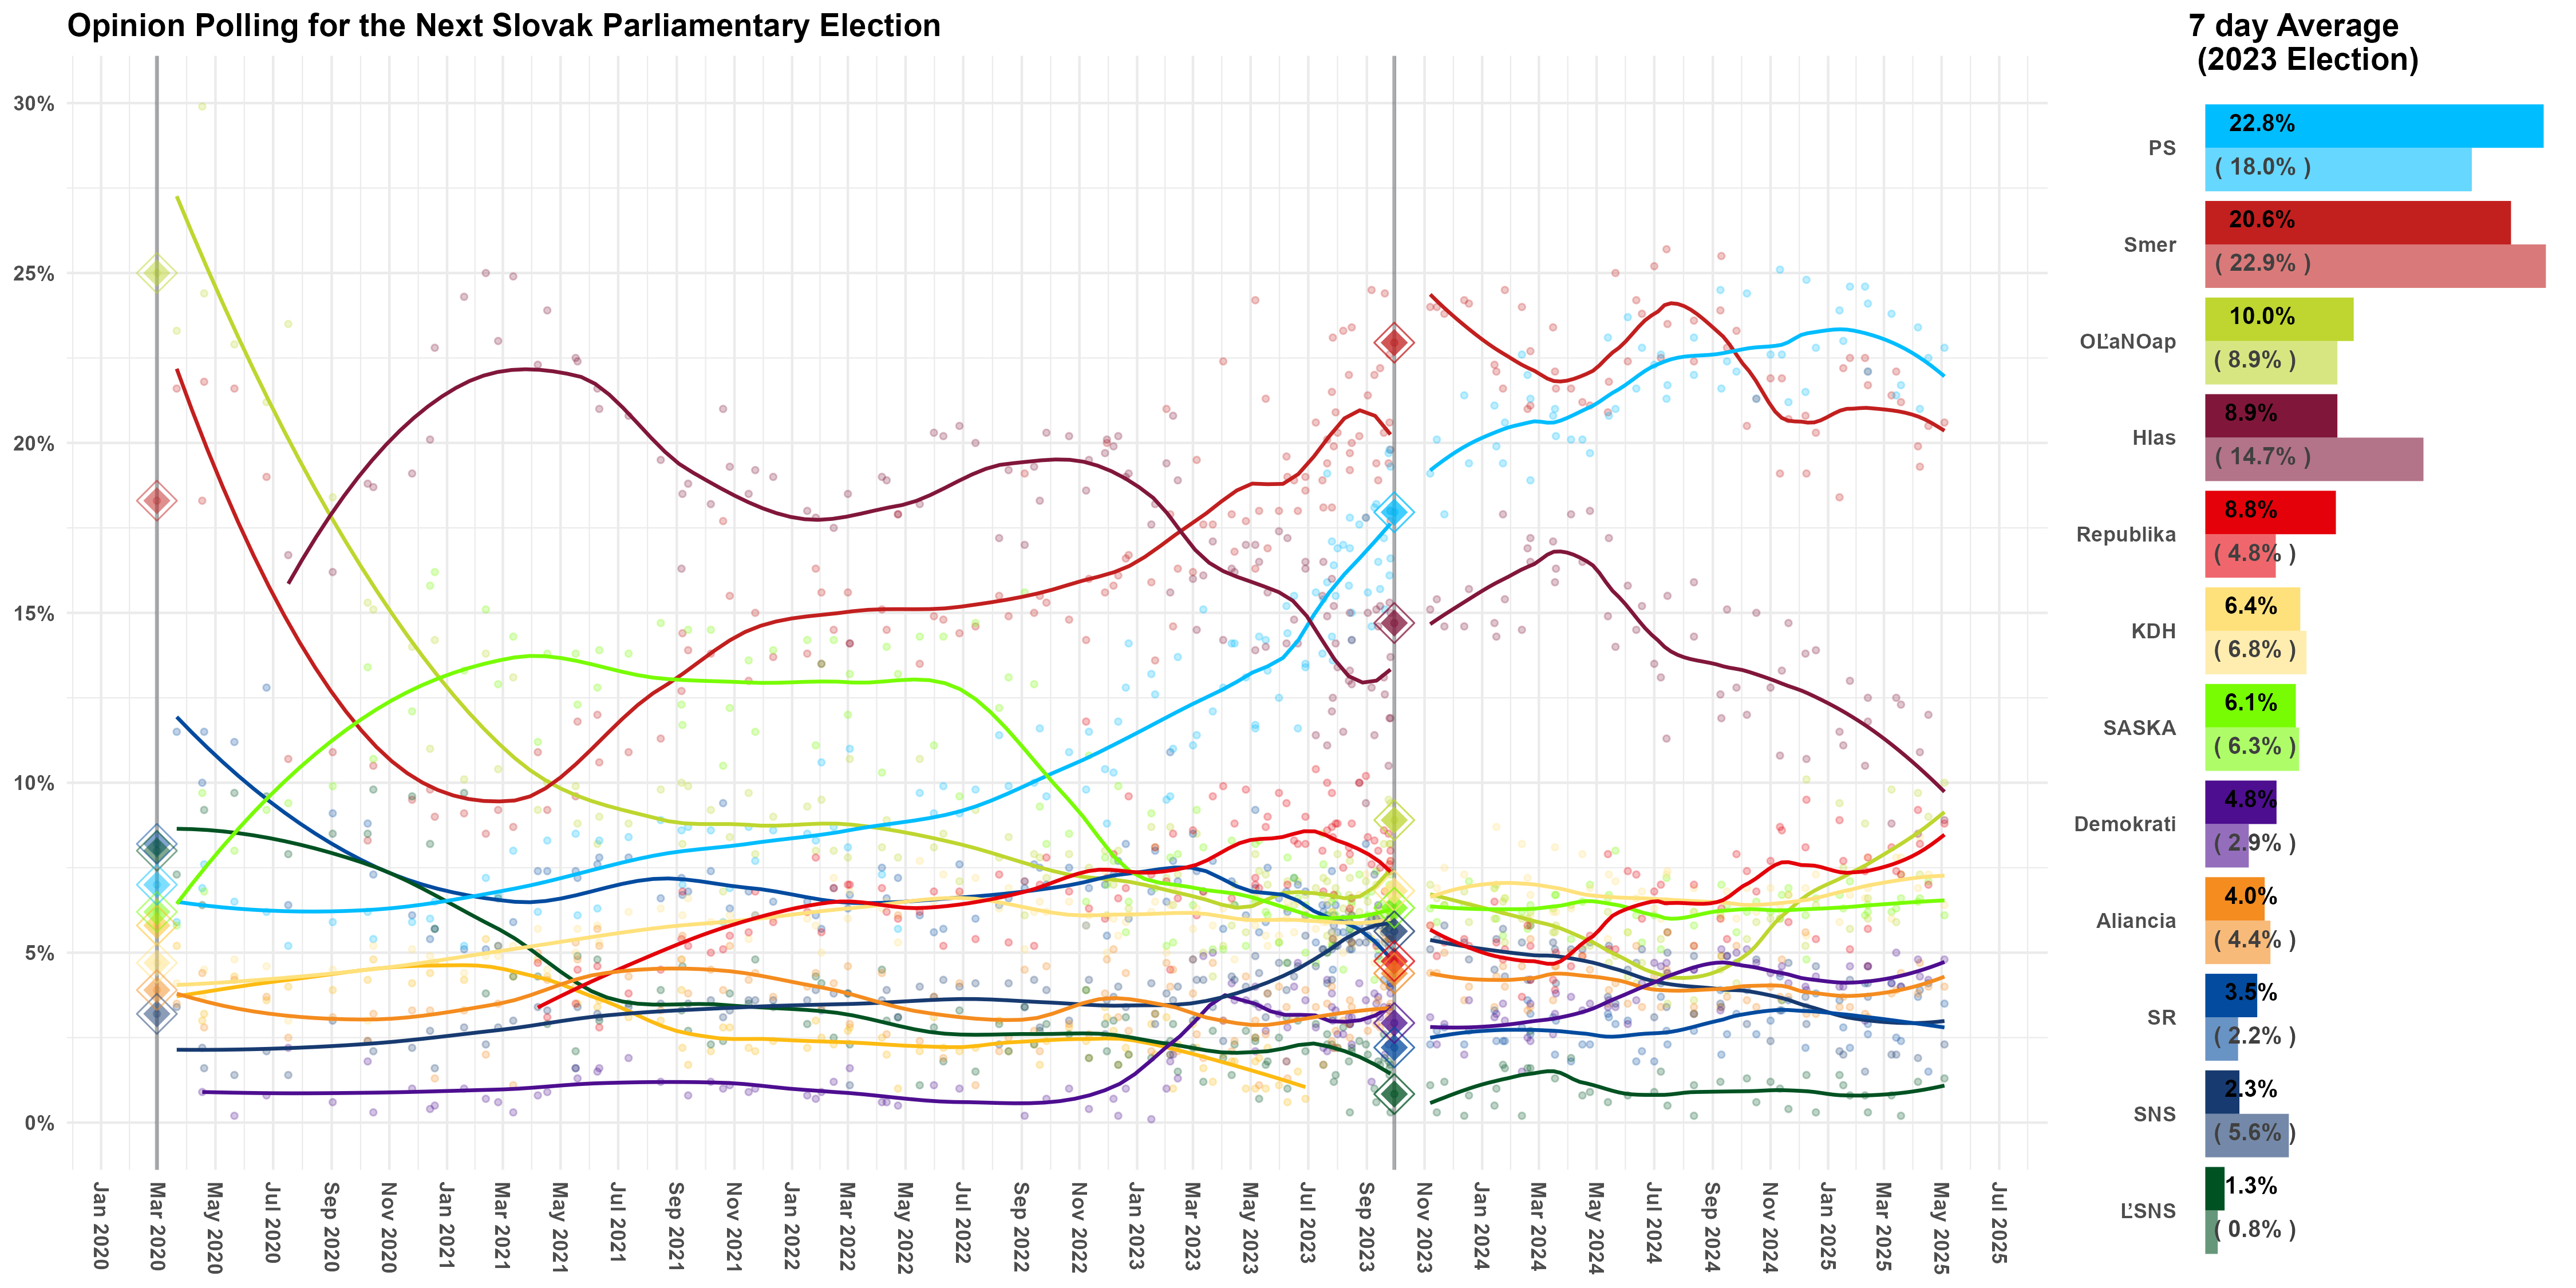 Opinion Polling for the Next Slovak Parliamentary Election
7 day Average
(2023 Election)
30%
25%
20%
15%
10%
5%
0%
Jan 2020
Mar 2020
May 2020
Jul 2020
Sep 2020
Nov 2020
Jan 2021
Mar 2021
May 2021
Jul 2021
Sep 2021
Nov 2021
Jan 2022
Mar 2022
May 2022
Jul 2022
Sep 2022
Nov 2022
Jan 2023
Mar 2023
May 2023
Jul 2023
Sep 2023
Nov 2023
Jan 2024
Mar 2024
May 2024
Jul 2024
Sep 2024
Nov 2024
Jan 2025
Mar 2025
May 2025
Jul 2025
PS
22.8%
( 18.0% )
Smer
20.6%
( 22.9% )
OĽaNOap
10.0%
( 8.9% )
Hlas
8.9%
( 14.7% )
Republika
8.8%
( 4.8% )
KDH
6.4%
( 6.8% )
SASKA
6.1%
( 6.3% )
Demokrati
4.8%
( 2.9% )
Aliancia
4.0%
( 4.4% )
SR
3.5%
( 2.2% )
SNS
2.3%
( 5.6% )
ĽSNS
1.3%
( 0.8% )